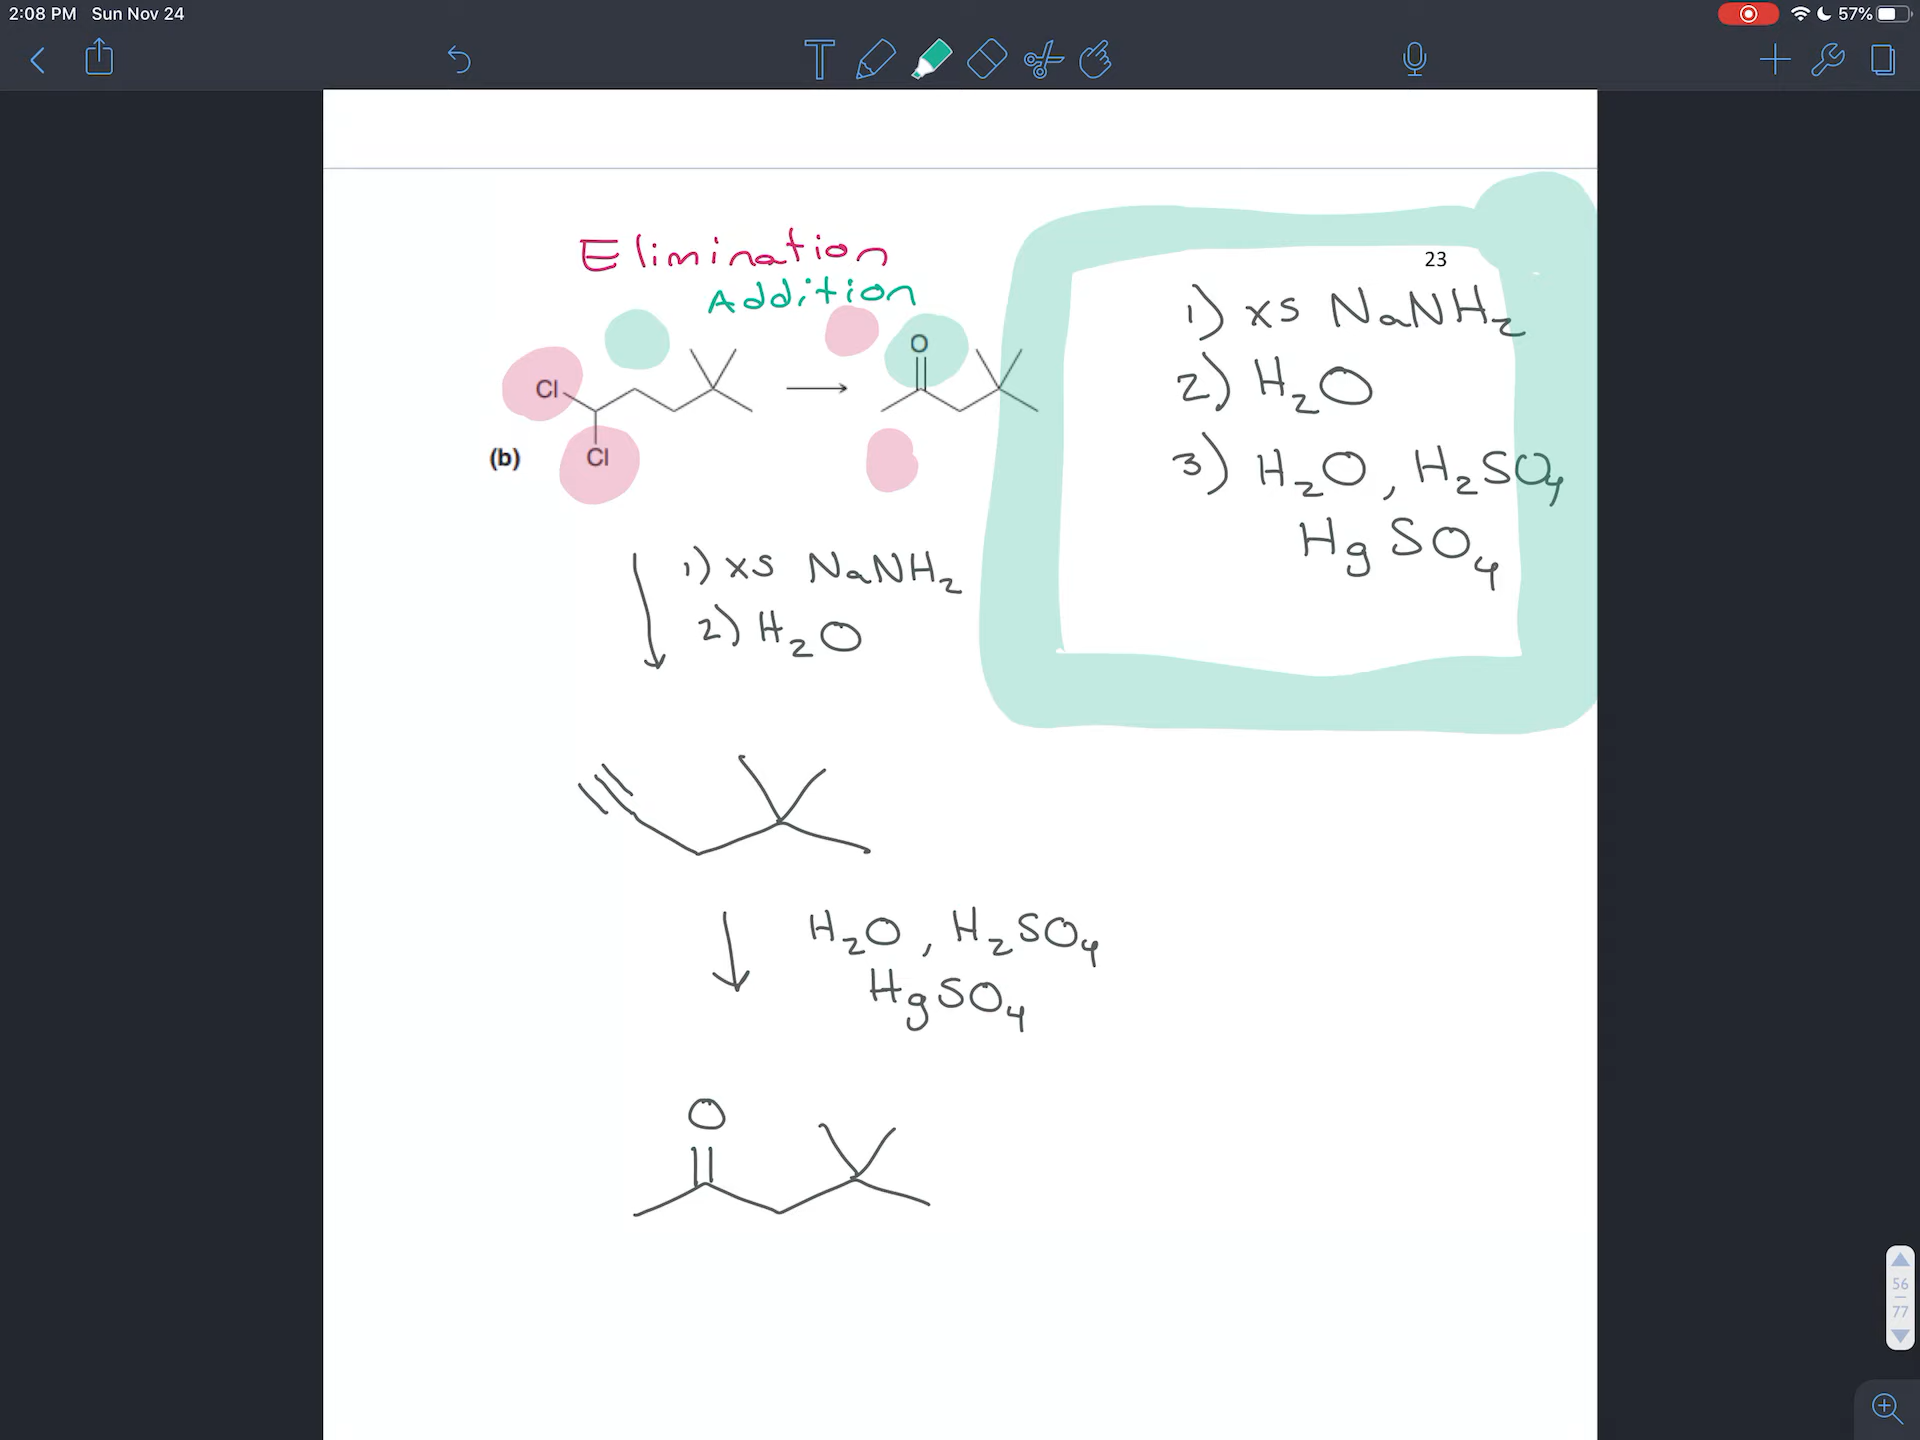 2:08 PM Sun Nov 24
57%
T
Elimination
Addition
23
1) xs NaNH2
2) H2O
3) H2O, H2SO4
HgSO4
O
Cl
Cl
(b)
1) xs NaNH2
2) H2O
H2O, H2SO4
HgSO4
O
56
77